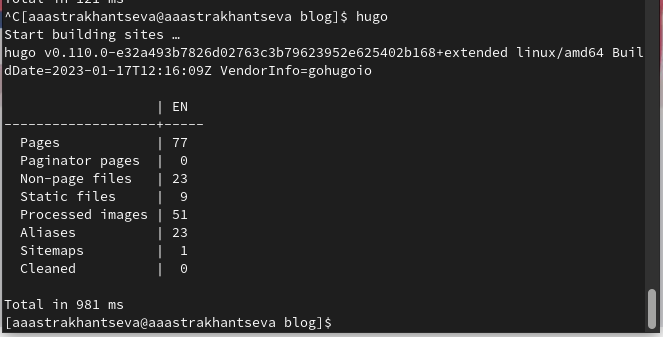 Total in 121 ms
^C[aaastrakhantseva@aaastrakhantseva blog]$ hugo
Start building sites …
hugo v0.110.0-e32a493b7826d02763c3b79623952e625402b168+extended linux/amd64 Buil
dDate=2023-01-17T12:16:09Z VendorInfo=gohugoio
                   | EN
-------------------+-----
  Pages            | 77
  Paginator pages  |  0
  Non-page files   | 23
  Static files     |  9
  Processed images | 51
  Aliases          | 23
  Sitemaps         |  1
  Cleaned          |  0
Total in 981 ms
[aaastrakhantseva@aaastrakhantseva blog]$